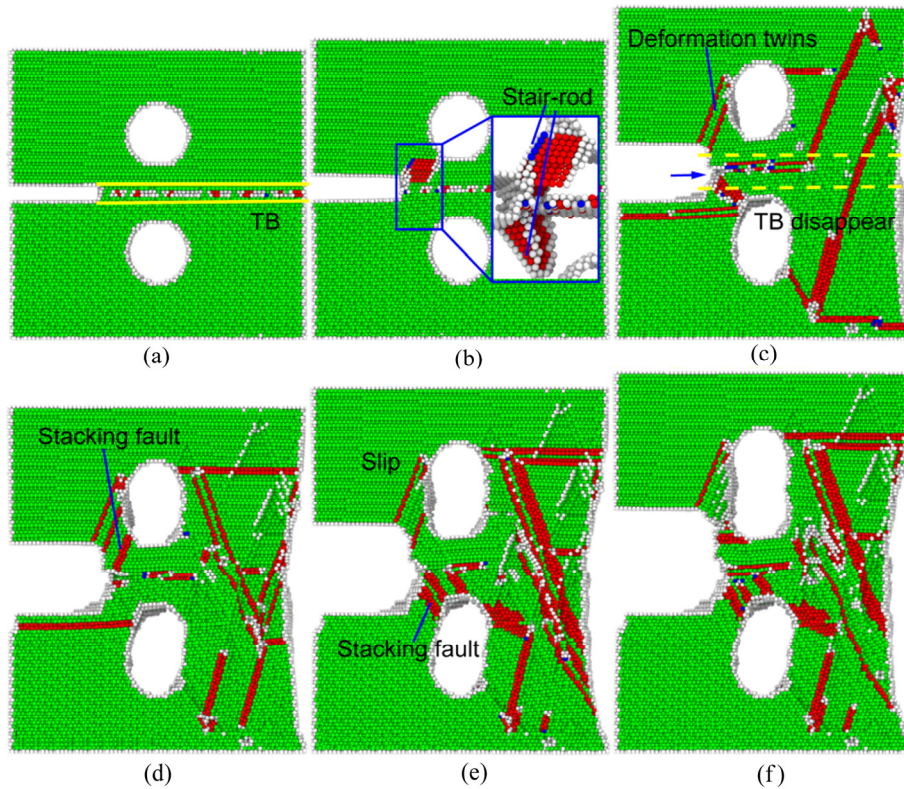 TB
(a)
Stair-rod
(b)
Deformation twins
TB disappear
(c)
Stacking fault
(d)
Slip
Stacking fault
(e)
(f)